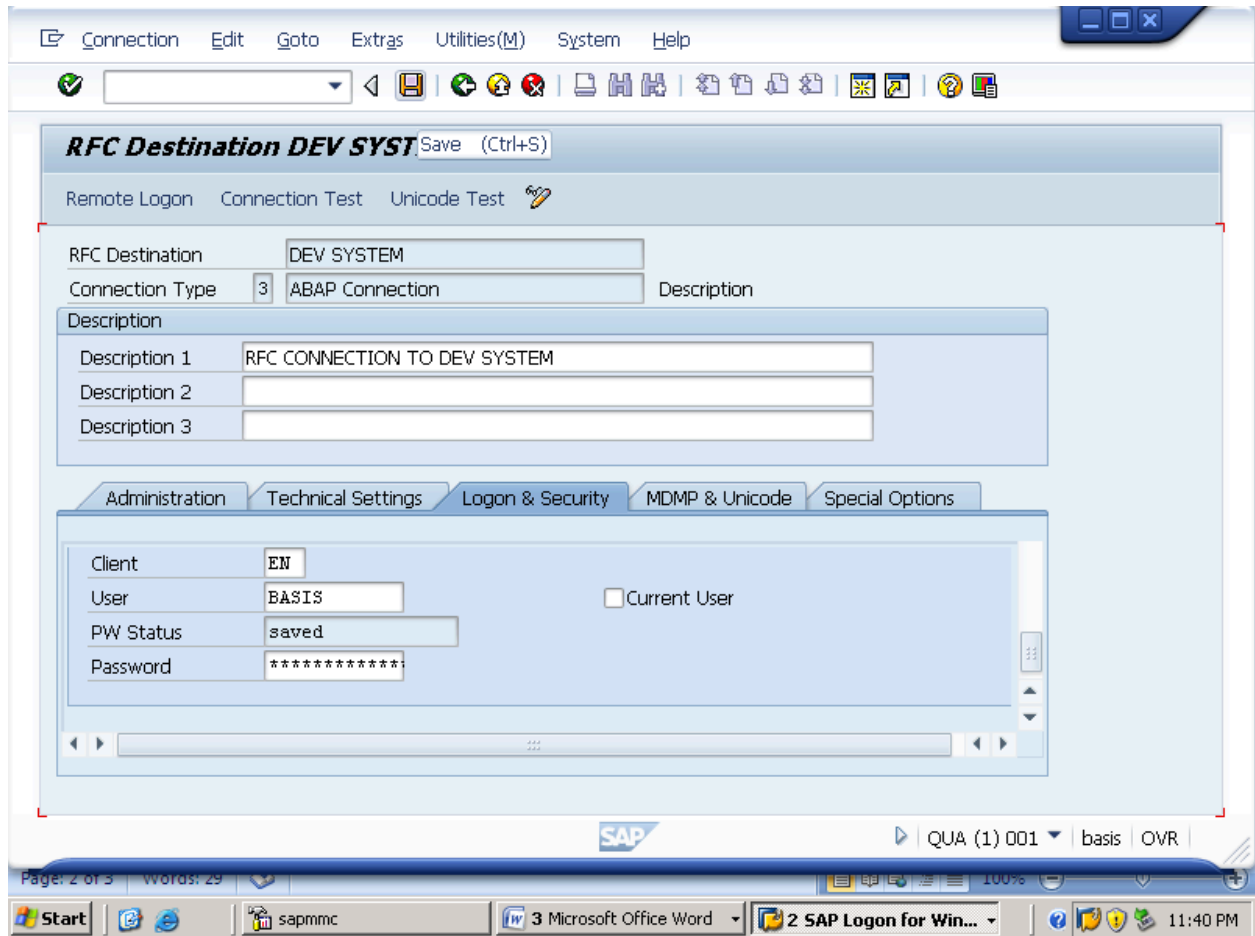 Connection Edit Goto Extras Utilities(M) System Help
RFC Destination DEV SYST Save (Ctrl+S)
Remote Logon Connection Test Unicode Test
RFC Destination DEV SYSTEM
Connection Type 3 ABAP Connection Description
Description
Description 1 RFC CONNECTION TO DEV SYSTEM
Description 2
Description 3
Administration Technical Settings Logon & Security MDMP & Unicode Special Options
Client EN
User BASIS Current User
PW Status saved
Password *************
SAP QUA (1) 001 basis OVR
Page: 2 of 3 Words: 29 100%
Start sapmmc 3 Microsoft Office Word 2 SAP Logon for Win... 11:40 PM